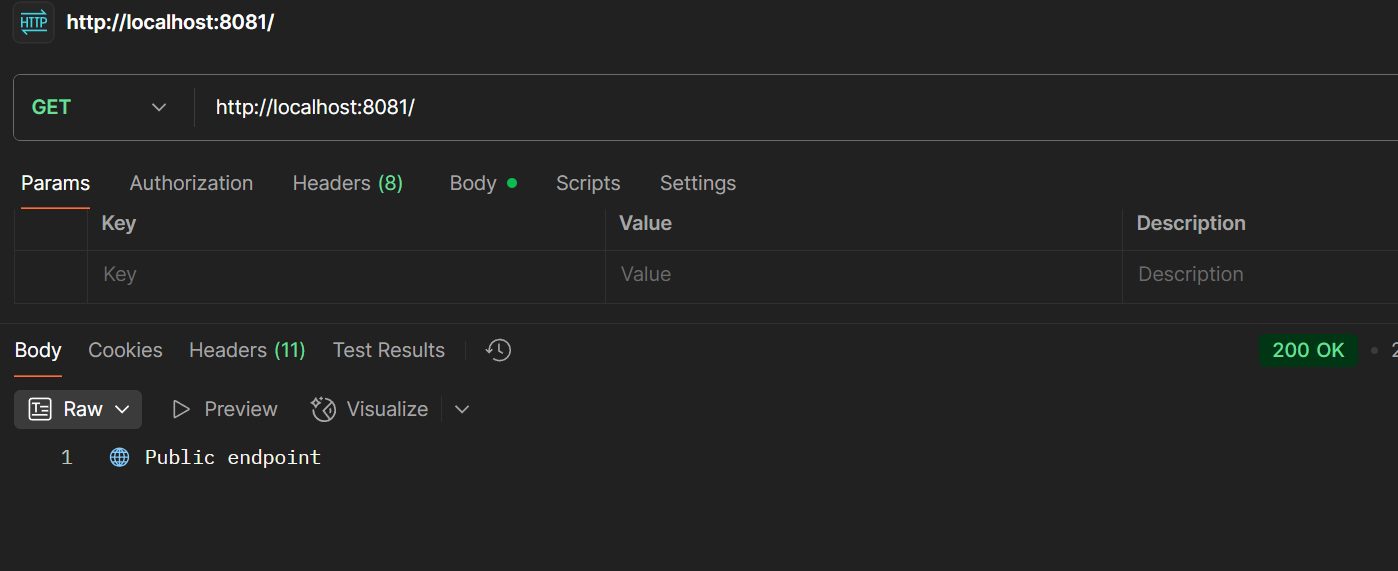 HTTP http://localhost:8081/
GET http://localhost:8081/
Params Authorization Headers (8) Body Scripts Settings
Key Value Description
Key Value Description
Body Cookies Headers (11) Test Results 200 OK
Raw Preview Visualize
1 🌐 Public endpoint